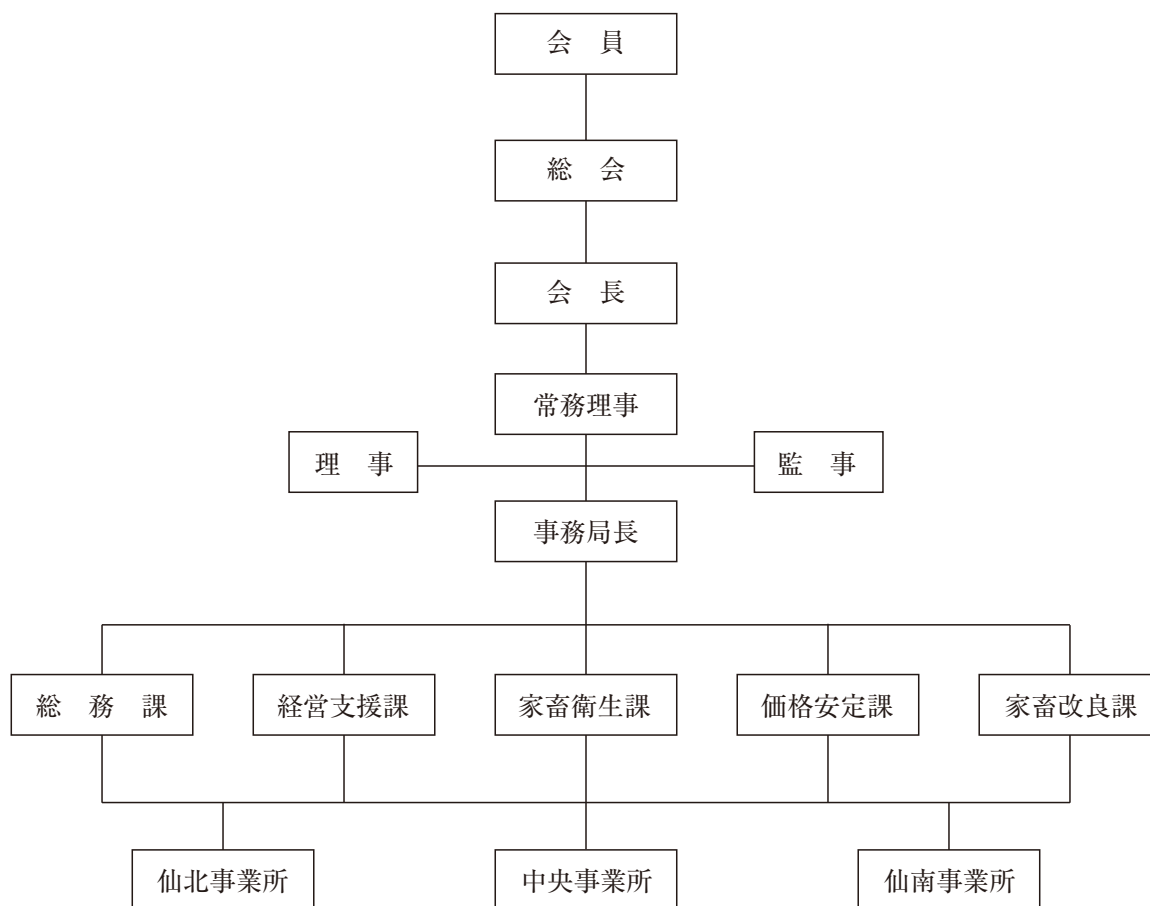 会　員
総　会
会　長
常務理事
理　事
監　事
事務局長
総　務　課
経営支援課
家畜衛生課
価格安定課
家畜改良課
仙北事業所
中央事業所
仙南事業所